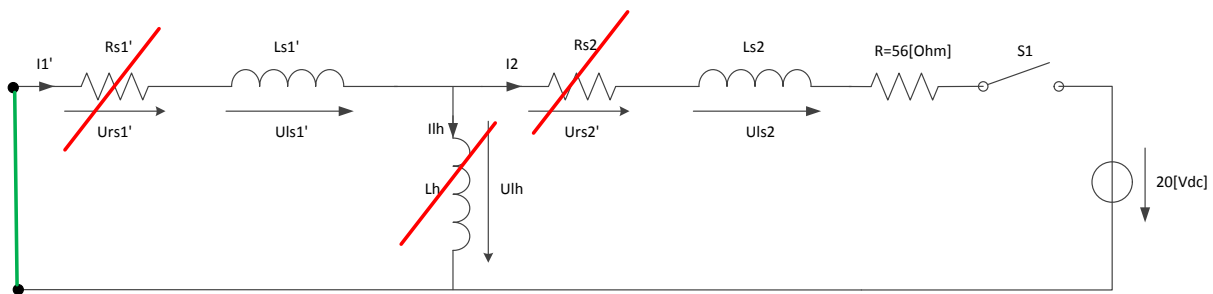 Rs1'
Ls1'
Rs2
Ls2
R=56[Ohm]
S1
I1'
I2
Urs1'
Uls1'
Urs2'
Uls2
Ilh
Lh
Ulh
20[Vdc]